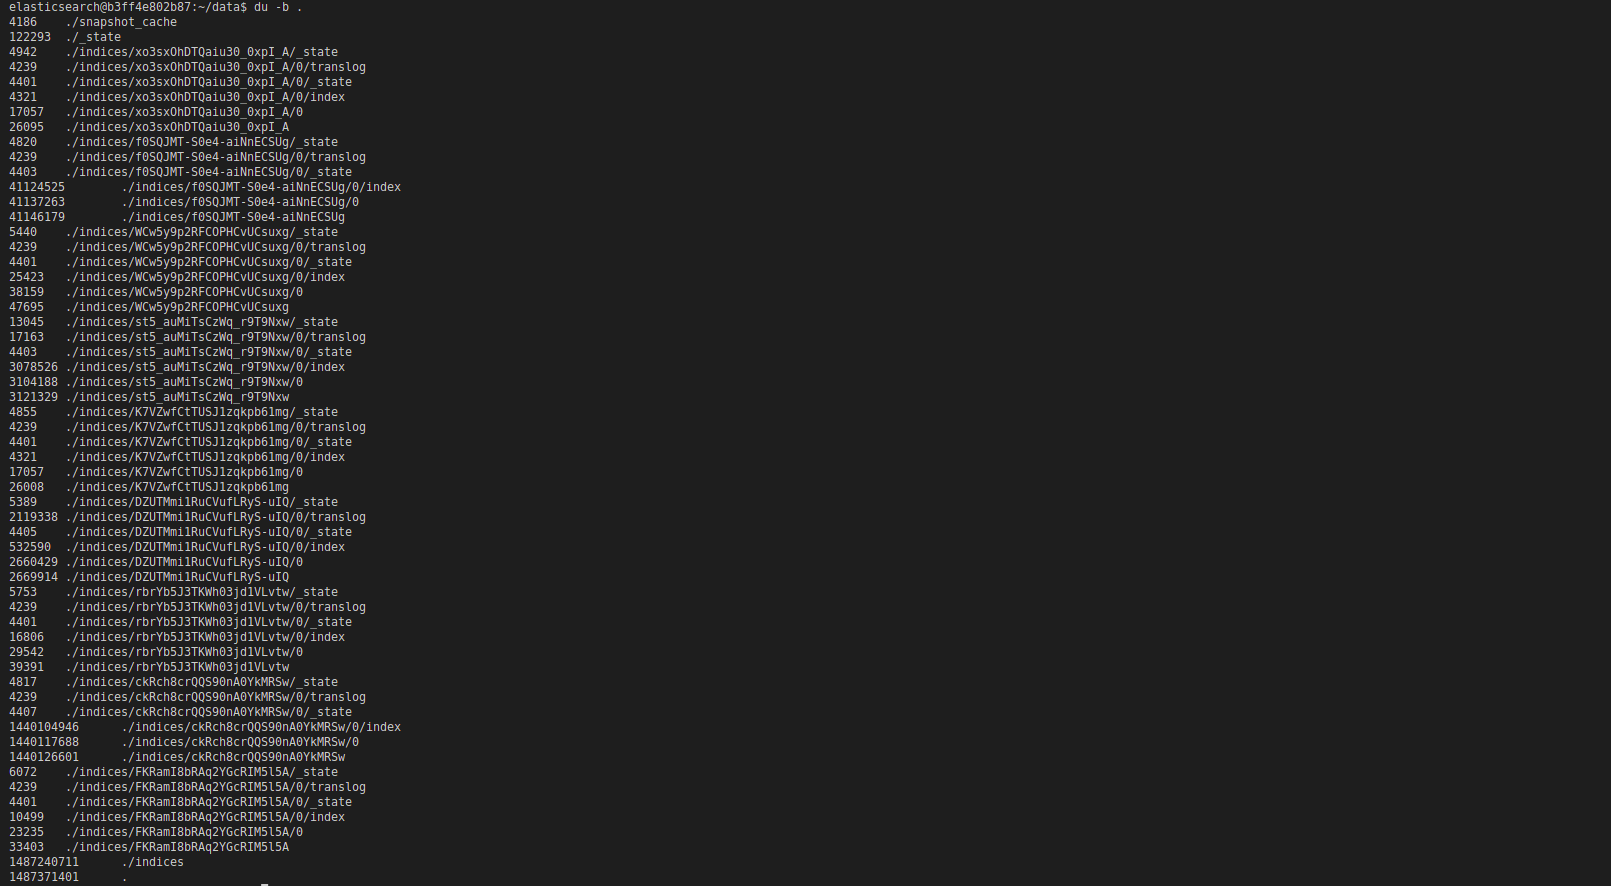 elasticsearch@b3ff4e802b87:~/data$ du -b .
4186    ./snapshot_cache
122293  ./_state
4942    ./indices/xo3sxOhDTQaiu30_0xpI_A/_state
4239    ./indices/xo3sxOhDTQaiu30_0xpI_A/0/translog
4401    ./indices/xo3sxOhDTQaiu30_0xpI_A/0/_state
4321    ./indices/xo3sxOhDTQaiu30_0xpI_A/0/index
17057   ./indices/xo3sxOhDTQaiu30_0xpI_A/0
26095   ./indices/xo3sxOhDTQaiu30_0xpI_A
4820    ./indices/f0SQJMT-S0e4-aiNnECSUg/_state
4239    ./indices/f0SQJMT-S0e4-aiNnECSUg/0/translog
4403    ./indices/f0SQJMT-S0e4-aiNnECSUg/0/_state
41124525        ./indices/f0SQJMT-S0e4-aiNnECSUg/0/index
41137263        ./indices/f0SQJMT-S0e4-aiNnECSUg/0
41146179        ./indices/f0SQJMT-S0e4-aiNnECSUg
5440    ./indices/WCw5y9p2RFCOPHCvUCsuxg/_state
4239    ./indices/WCw5y9p2RFCOPHCvUCsuxg/0/translog
4401    ./indices/WCw5y9p2RFCOPHCvUCsuxg/0/_state
25423   ./indices/WCw5y9p2RFCOPHCvUCsuxg/0/index
38159   ./indices/WCw5y9p2RFCOPHCvUCsuxg/0
47695   ./indices/WCw5y9p2RFCOPHCvUCsuxg
13045   ./indices/st5_auMiTsCzWq_r9T9Nxw/_state
17163   ./indices/st5_auMiTsCzWq_r9T9Nxw/0/translog
4403    ./indices/st5_auMiTsCzWq_r9T9Nxw/0/_state
3078526 ./indices/st5_auMiTsCzWq_r9T9Nxw/0/index
3104188 ./indices/st5_auMiTsCzWq_r9T9Nxw/0
3121329 ./indices/st5_auMiTsCzWq_r9T9Nxw
4855    ./indices/K7VZwfCtTUSJ1zqkpb61mg/_state
4239    ./indices/K7VZwfCtTUSJ1zqkpb61mg/0/translog
4401    ./indices/K7VZwfCtTUSJ1zqkpb61mg/0/_state
4321    ./indices/K7VZwfCtTUSJ1zqkpb61mg/0/index
17057   ./indices/K7VZwfCtTUSJ1zqkpb61mg/0
26008   ./indices/K7VZwfCtTUSJ1zqkpb61mg
5389    ./indices/DZUTMmi1RuCVufLRyS-uIQ/_state
2119338 ./indices/DZUTMmi1RuCVufLRyS-uIQ/0/translog
4405    ./indices/DZUTMmi1RuCVufLRyS-uIQ/0/_state
532590  ./indices/DZUTMmi1RuCVufLRyS-uIQ/0/index
2660429 ./indices/DZUTMmi1RuCVufLRyS-uIQ/0
2669914 ./indices/DZUTMmi1RuCVufLRyS-uIQ
5753    ./indices/rbrYb5J3TKWh03jd1VLvtw/_state
4239    ./indices/rbrYb5J3TKWh03jd1VLvtw/0/translog
4401    ./indices/rbrYb5J3TKWh03jd1VLvtw/0/_state
16806   ./indices/rbrYb5J3TKWh03jd1VLvtw/0/index
29542   ./indices/rbrYb5J3TKWh03jd1VLvtw/0
39391   ./indices/rbrYb5J3TKWh03jd1VLvtw
4817    ./indices/ckRch8crQQS90nA0YkMRSw/_state
4239    ./indices/ckRch8crQQS90nA0YkMRSw/0/translog
4407    ./indices/ckRch8crQQS90nA0YkMRSw/0/_state
1440104946      ./indices/ckRch8crQQS90nA0YkMRSw/0/index
1440117688      ./indices/ckRch8crQQS90nA0YkMRSw/0
1440126601      ./indices/ckRch8crQQS90nA0YkMRSw
6072    ./indices/FKRamI8bRAq2YGcRIM5l5A/_state
4239    ./indices/FKRamI8bRAq2YGcRIM5l5A/0/translog
4401    ./indices/FKRamI8bRAq2YGcRIM5l5A/0/_state
10499   ./indices/FKRamI8bRAq2YGcRIM5l5A/0/index
23235   ./indices/FKRamI8bRAq2YGcRIM5l5A/0
33403   ./indices/FKRamI8bRAq2YGcRIM5l5A
1487240711      ./indices
1487371401      .